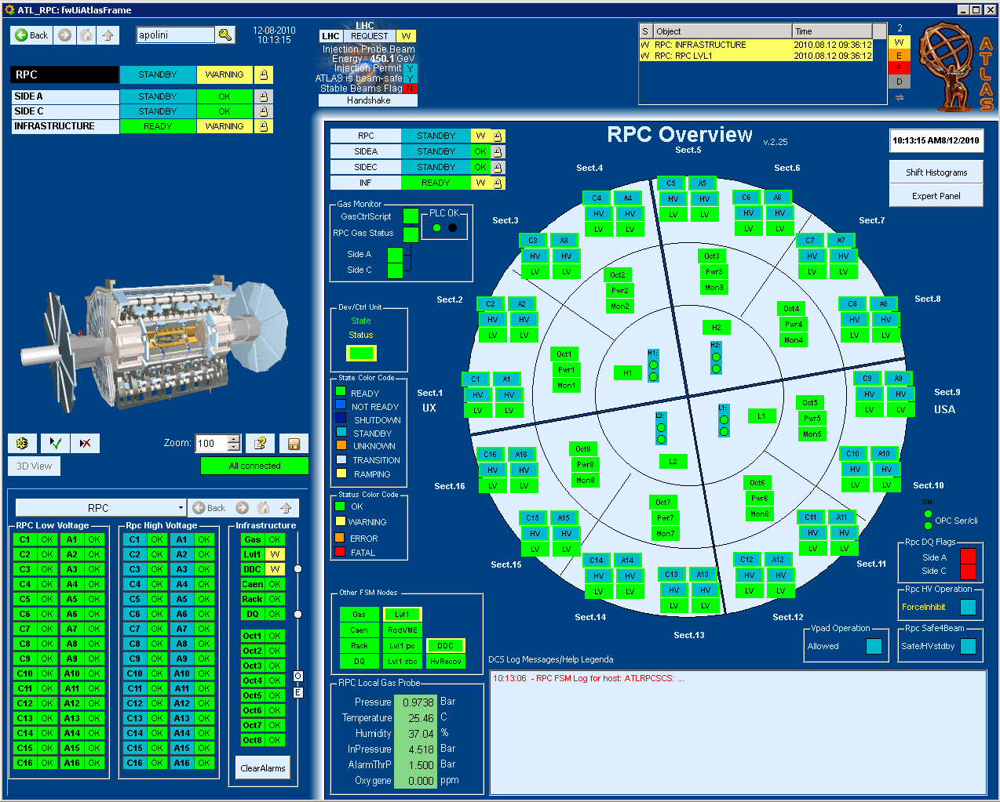 ATL_RPC: fwUiAtlasFrame
Back
apolini
12-08-2010
10:13:15
LHC
LHC REQUEST W
Injection Probe Beam
Energy 450.1 GeV
Injection Permit Y
ATLAS is beam-safe Y
Stable Beams Flag N
Handshake
S Object Time
W RPC: INFRASTRUCTURE 2010.08.12 09:36:12
W RPC: RPC LVL1 2010.08.12 09:36:12
2
W
E
F
D
ATLAS
RPC STANDBY WARNING
SIDE A STANDBY OK
SIDE C STANDBY OK
INFRASTRUCTURE READY WARNING
Zoom: 100
3D View
All connected
RPC
Back
RPC Low Voltage
C1 OK A1 OK
C2 OK A2 OK
C3 OK A3 OK
C4 OK A4 OK
C5 OK A5 OK
C6 OK A6 OK
C7 OK A7 OK
C8 OK A8 OK
C9 OK A9 OK
C10 OK A10 OK
C11 OK A11 OK
C12 OK A12 OK
C13 OK A13 OK
C14 OK A14 OK
C15 OK A15 OK
C16 OK A16 OK
Rpc High Voltage
C1 OK A1 OK
C2 OK A2 OK
C3 OK A3 OK
C4 OK A4 OK
C5 OK A5 OK
C6 OK A6 OK
C7 OK A7 OK
C8 OK A8 OK
C9 OK A9 OK
C10 OK A10 OK
C11 OK A11 OK
C12 OK A12 OK
C13 OK A13 OK
C14 OK A14 OK
C15 OK A15 OK
C16 OK A16 OK
Infrastructure
Gas OK
Lvl1 W
DDC W
Caen OK
Rack OK
DQ OK
Oct1 OK
Oct2 OK
Oct3 OK
Oct4 OK
Oct5 OK
Oct6 OK
Oct7 OK
Oct8 OK
O
E
ClearAlarms
RPC STANDBY W
SIDEA STANDBY OK
SIDEC STANDBY OK
INF READY W
RPC Overview
v.2.25
10:13:15 AM8/12/2010
Shift Histograms
Expert Panel
Gas Monitor
GasCtrlScript
PLC OK
RPC Gas Status
Side A
Side C
Dev/Ctrl Unit
State
Status
State Color Code
READY
NOT READY
SHUTDOWN
STANDBY
UNKNOWN
TRANSITION
RAMPING
Status Color Code
OK
WARNING
ERROR
FATAL
Other FSM Nodes
Gas Lvl1
Caen RodVME
Rack Lvl1 pc DDC
DQ Lvl1 sbc HvRecov
RPC Local Gas Probe
Pressure 0.9738 Bar
Temperature 25.46 C
Humidity 37.04 %
InPressure 4.518 Bar
AlarmThrP 1.500 Bar
Oxygene 0.000 ppm
Sect.5
C5 A5
HV HV
LV LV
Sect.4
C4 A4
HV HV
LV LV
Sect.6
C6 A6
HV HV
LV LV
Sect.3
C3 A3
HV HV
LV LV
Sect.7
C7 A7
HV HV
LV LV
Sect.2
C2 A2
HV HV
LV LV
Sect.8
C8 A8
HV HV
LV LV
Sect.1
UX
C1 A1
HV HV
LV LV
Sect.9
USA
C9 A9
HV HV
LV LV
Sect.16
C16 A16
HV HV
LV LV
Sect.10
C10 A10
HV HV
LV LV
Sect.15
C15 A15
HV HV
LV LV
Sect.11
C11 A11
HV HV
LV LV
Sect.14
C14 A14
HV HV
LV LV
Sect.12
C12 A12
HV HV
LV LV
Sect.13
C13 A13
HV HV
LV LV
Oct3
Pwr3
Mon3
Oct2
Pwr2
Mon2
Oct4
Pwr4
Mon4
Oct1
Pwr1
Mon1
Oct5
Pwr5
Mon5
Oct8
Pwr8
Mon8
Oct6
Pwr6
Mon6
Oct7
Pwr7
Mon7
H2
H1: H2:
H1
L2: L1:
L1
L2
DM:
OPC Ser/cli
Rpc DQ Flags
Side A
Side C
Rpc HV Operation
ForceInhibit
Vpad Operation
Allowed
Rpc Safe4Beam
Safe/HVstdby
DCS Log Messages/Help Legenda
10:13:06 - RPC FSM Log for host: ATLRPCSCS: ...